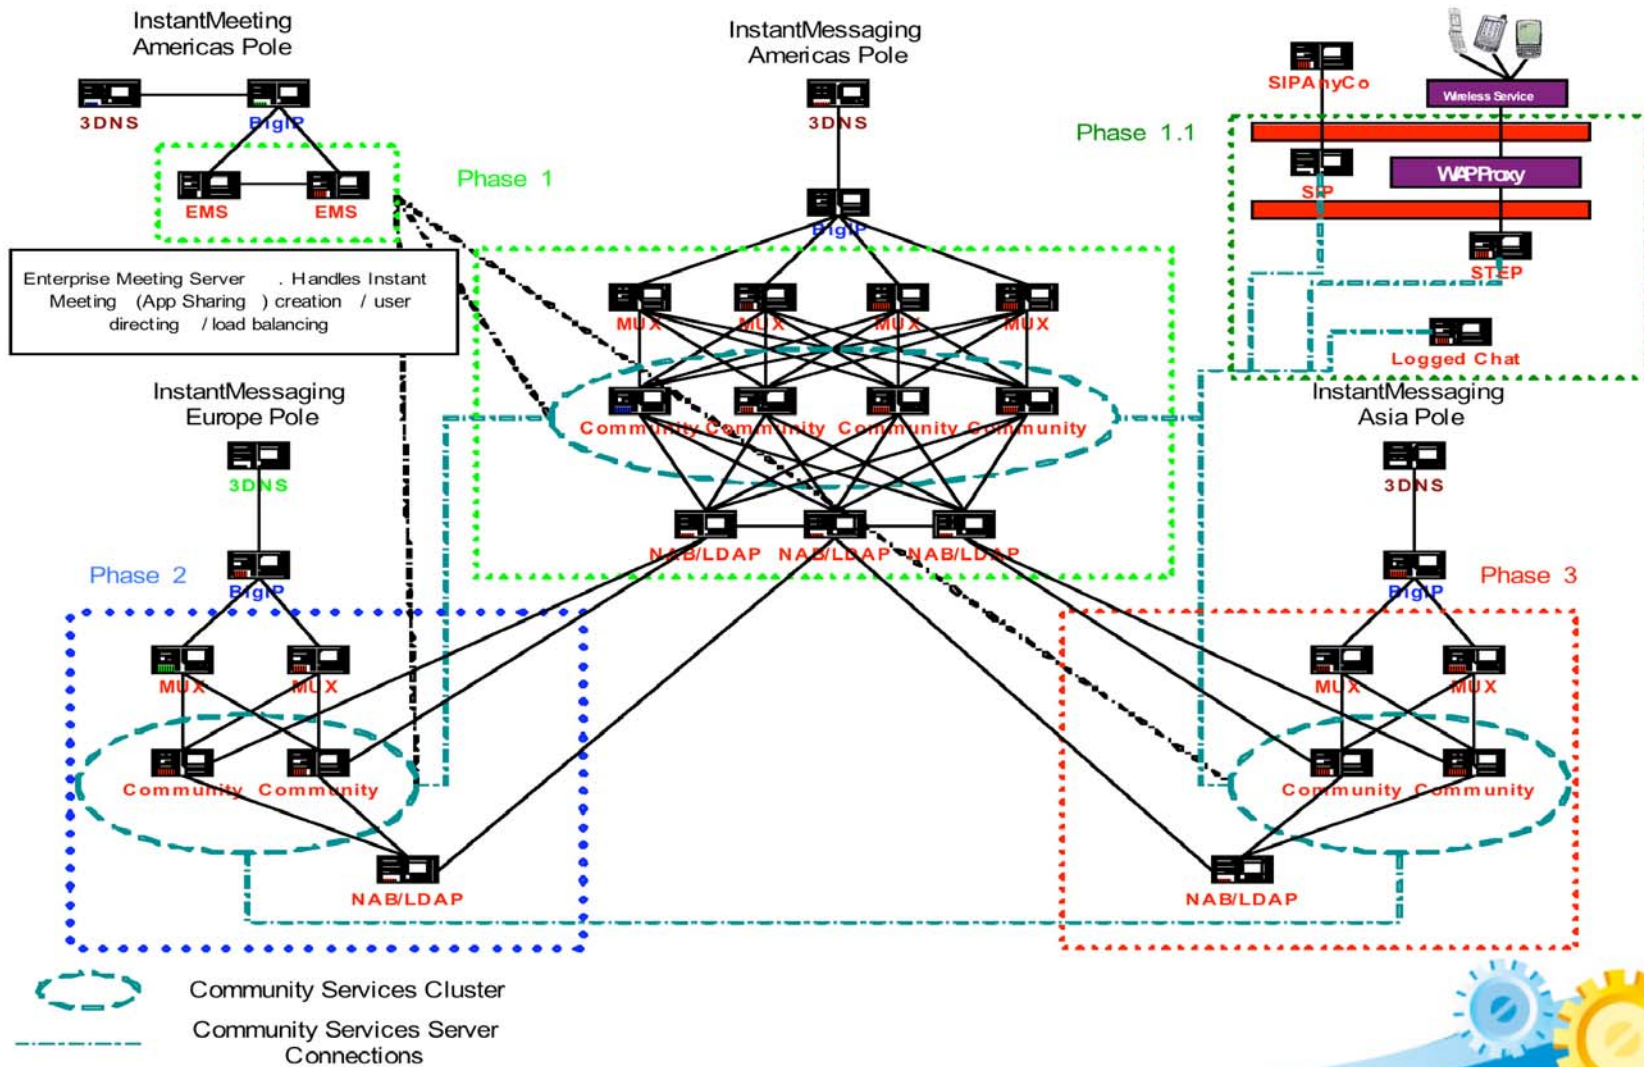 InstantMeeting
Americas Pole
3DNS
BigIP
EMS
EMS
Phase 1
Enterprise Meeting Server . Handles Instant
Meeting (App Sharing ) creation / user
directing / load balancing
InstantMessaging
Americas Pole
3DNS
BigIP
MUX
MUX
MUX
MUX
Community
Community
Community
Community
NAB/LDAP
NAB/LDAP
NAB/LDAP
SIPAnyCo
Wireless Service
Phase 1.1
SIP
WAPProxy
STEP
Logged Chat
InstantMessaging
Europe Pole
3DNS
BigIP
Phase 2
MUX
MUX
Community
Community
NAB/LDAP
InstantMessaging
Asia Pole
3DNS
BigIP
Phase 3
MUX
MUX
Community
Community
NAB/LDAP
Community Services Cluster
Community Services Server
Connections